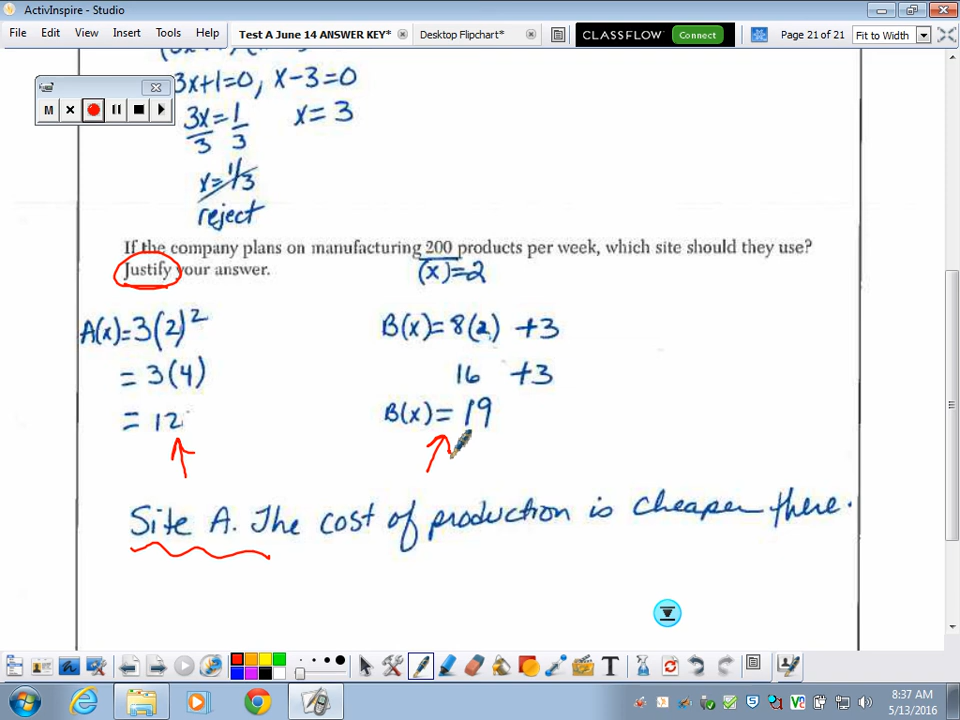 ActivInspire - Studio
File Edit View Insert Tools Help Test A June 14 ANSWER KEY* Desktop Flipchart* CLASSFLOW Connect Page 21 of 21 Fit to Width
3x+1=0, x-3=0
3x = 1
3 3
x = 3
x=1/3
reject
If the company plans on manufacturing 200 products per week, which site should they use?
Justify your answer.
(x)=2
A(x)=3(2)²
B(x)=8(2) +3
= 3(4)
16 +3
= 12
B(x) = 19
Site A. The cost of production is cheaper there.
T
8:37 AM
5/13/2016